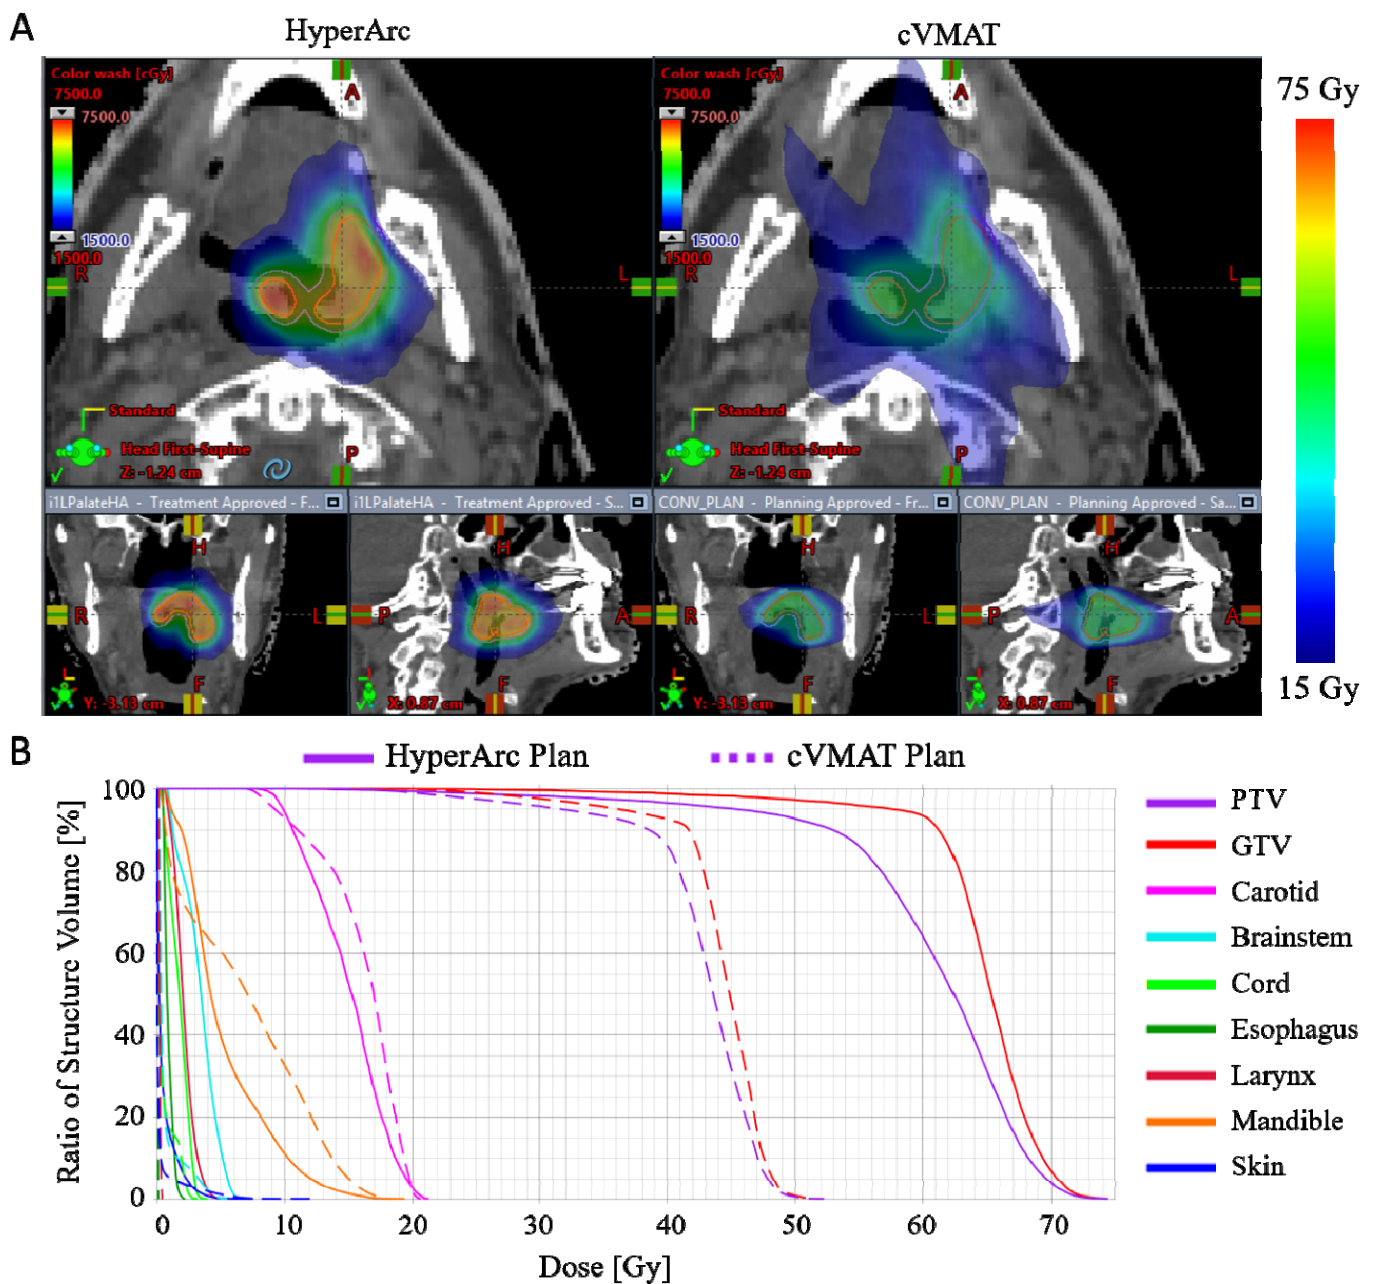 A
HyperArc
cVMAT
Color wash [cGy]
7500.0
7500.0
1500.0
1500.0
A
R
L
P
Standard
Head First-Supine
Z: -1.24 cm
Color wash [cGy]
7500.0
7500.0
1500.0
1500.0
A
R
L
P
Standard
Head First-Supine
Z: -1.24 cm
75 Gy
15 Gy
i1LPalateHA - Treatment Approved - F...
i1LPalateHA - Treatment Approved - S...
CONV_PLAN - Planning Approved - Fr...
CONV_PLAN - Planning Approved - Sa...
H
R
L
F
Y: -3.13 cm
H
P
A
F
X: 0.87 cm
H
R
L
F
Y: -3.13 cm
H
P
A
F
X: 0.87 cm
B
HyperArc Plan
cVMAT Plan
Ratio of Structure Volume [%]
100
80
60
40
20
0
0 10 20 30 40 50 60 70
Dose [Gy]
PTV
GTV
Carotid
Brainstem
Cord
Esophagus
Larynx
Mandible
Skin